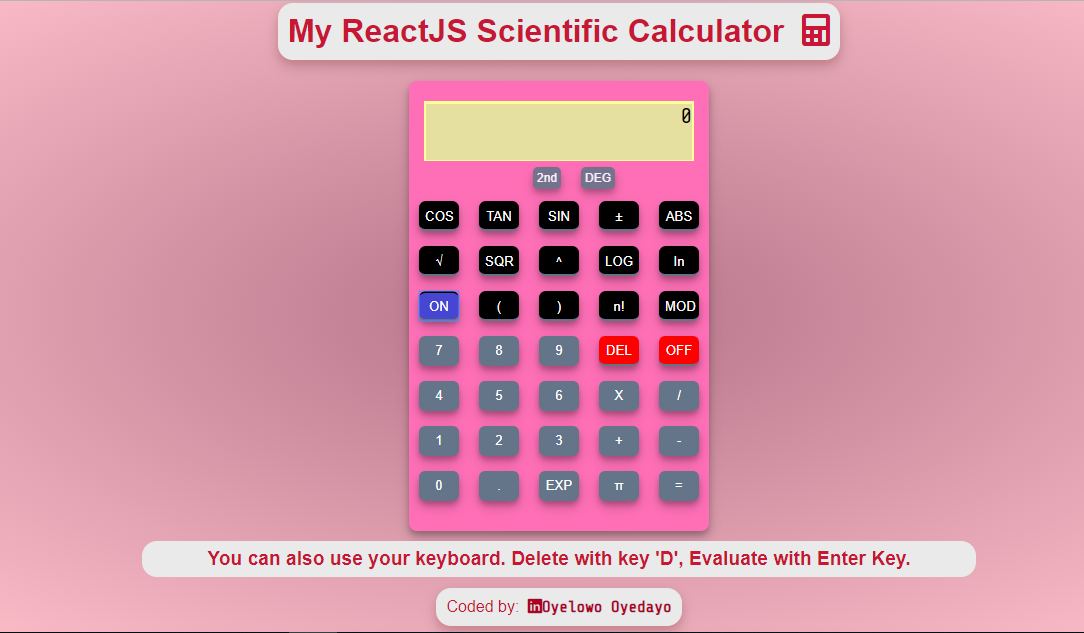 My ReactJS Scientific Calculator
0
2nd DEG
COS TAN SIN ± ABS
√ SQR ^ LOG ln
ON ( ) n! MOD
7 8 9 DEL OFF
4 5 6 X /
1 2 3 + -
0 . EXP π =
You can also use your keyboard. Delete with key 'D', Evaluate with Enter Key.
Coded by: in Oyelowo Oyedayo